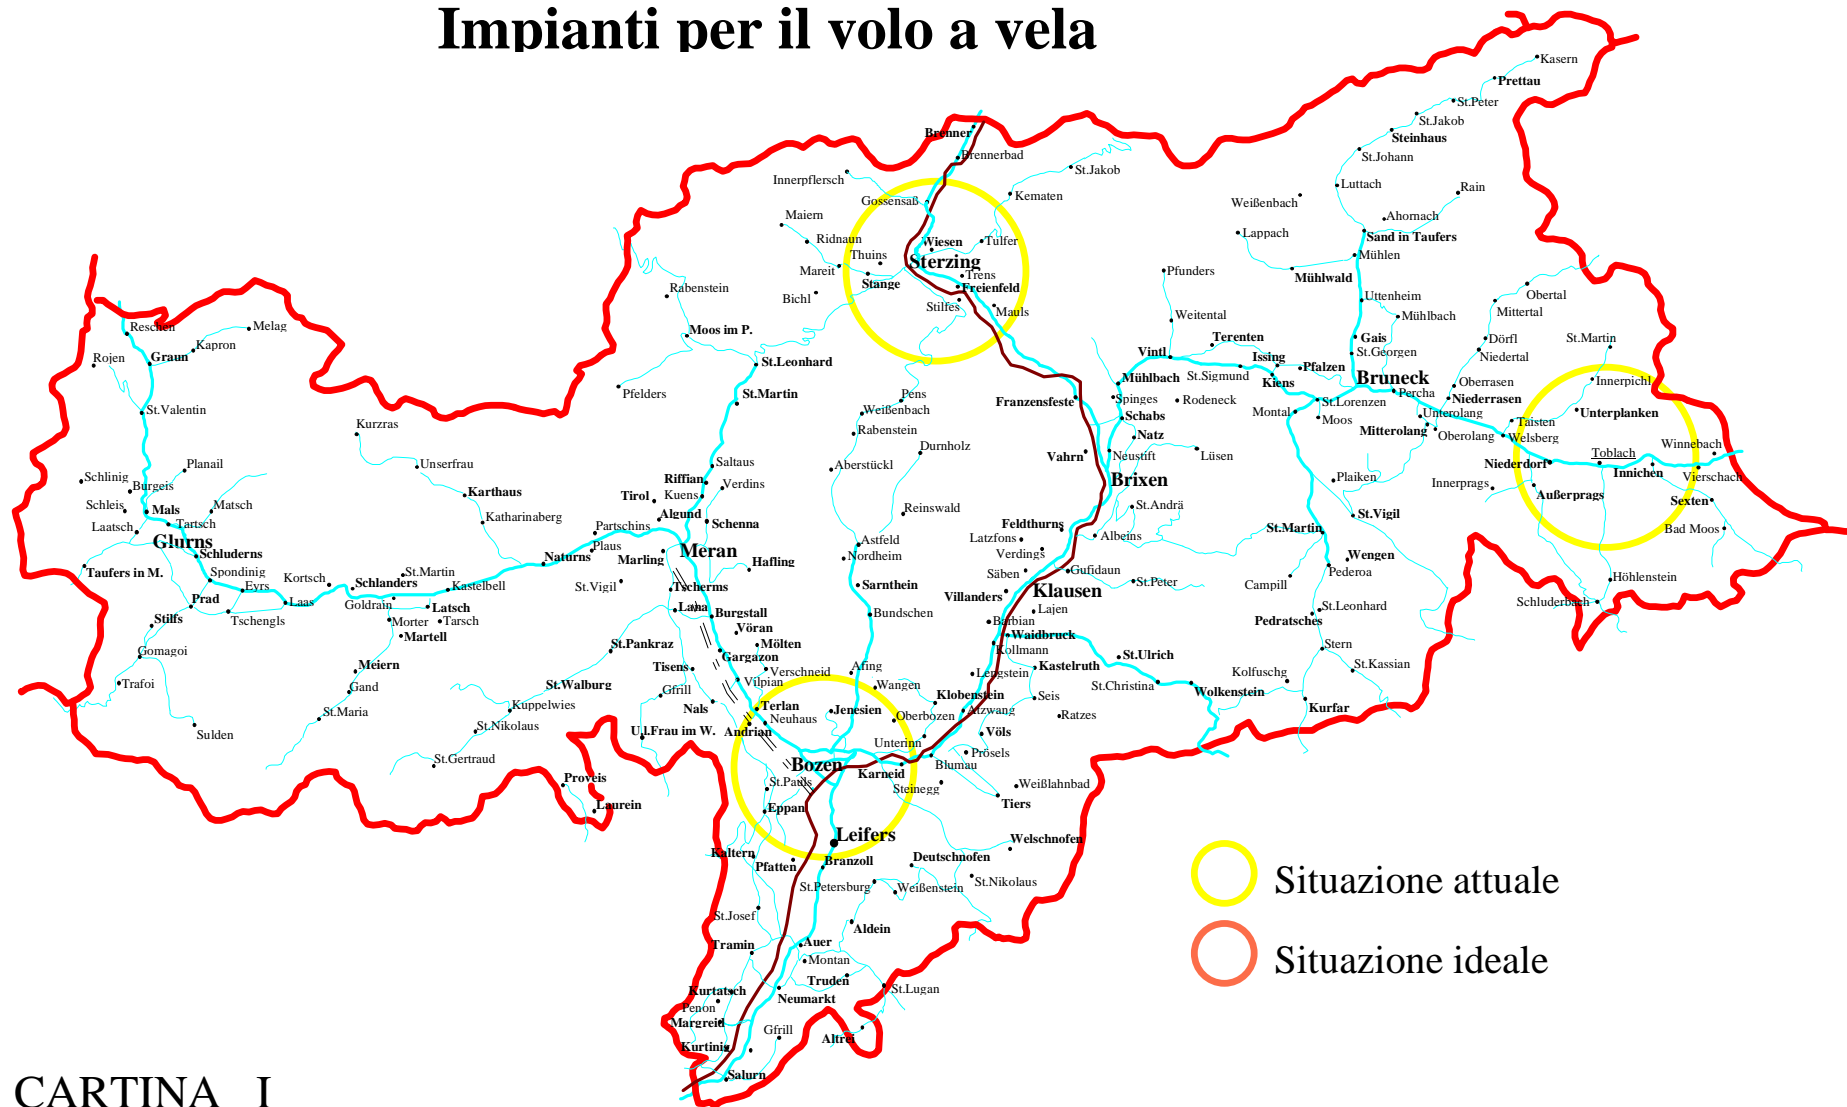 Impianti per il volo a vela
Kasern
Prettau
St.Peter
St.Jakob
Steinhaus
St.Johann
Brenner
Brennerbad
St.Jakob
Innerpflersch
Kematen
Luttach
Rain
Weißenbach
Gossensaß
Ahornach
Maiern
Lappach
Sand in Taufers
Ridnaun
Wiesen
Tulfer
Thuins
Sterzing
Mühlen
Mareit
Trens
Pfunders
Mühlwald
Stange
Freienfeld
Rabenstein
Bichl
Stilfes
Mauls
Uttenheim
Obertal
Mittertal
Weitental
Mühlbach
Reschen
Melag
Moos im P.
Terenten
Gais
Dörfl
St.Martin
Kapron
Rojen
Graun
St.Leonhard
Vintl
Issing
St.Georgen
Niedertal
Pfalzen
Mühlbach
St.Sigmund
Kiens
Bruneck
Innerpichl
Pfelders
St.Martin
Pens
Franzensfeste
Spinges
Rodeneck
Percha
Oberrasen
Niederrasen
St.Lorenzen
St.Valentin
Weißenbach
Schabs
Montal
Moos
Unterolang
Unterplanken
Kurzras
Rabenstein
Natz
Mitterolang
Oberolang
Taisten
Welsberg
Durnholz
Winnebach
Unserfrau
Planail
Saltaus
Aberstückl
Vahrn
Neustift
Lüsen
Niederdorf
Toblach
Innichen
Schlinig
Burgeis
Riffian
Verdins
Brixen
Plaiken
Innerprags
Vierschach
Karthaus
Tirol
Kuens
Außerprags
Sexten
Schleis
Mals
Matsch
Reinswald
St.Andrä
St.Vigil
Laatsch
Tartsch
Katharinaberg
Partschins
Algund
Schenna
Feldthurns
St.Martin
Bad Moos
Glurns
Plaus
Meran
Astfeld
Latzfons
Albeins
Schluderns
Naturns
Marling
Hafling
Nordheim
Verdings
Wengen
Taufers in M.
Spondinig
Kortsch
St.Martin
Säben
Gufidaun
Pederoa
Schlanders
Kastelbell
St.Vigil
Tscherms
Sarnthein
St.Peter
Campill
Höhlenstein
Eyrs
Villanders
Klausen
Prad
Laas
Goldrain
Latsch
Lana
Burgstall
Bundschen
Lajen
St.Leonhard
Schluderbach
Stilfs
Tschengls
Morter
Tarsch
Barbian
Pedratsches
Martell
Vöran
Waidbruck
St.Pankraz
Mölten
Kollmann
Gomagoi
Gargazon
Stern
Meiern
Tisens
Verschneid
Afing
Lengstein
Kastelruth
St.Ulrich
St.Kassian
Trafoi
Gand
St.Walburg
Gfrill
Vilpian
Wangen
Klobenstein
Seis
St.Christina
Wolkenstein
Kolfuschg
Kuppelwies
Nals
Terlan
Jenesien
Atzwang
Ratzes
Kurfar
St.Maria
Neuhaus
Oberbozen
Sulden
St.Nikolaus
U.l.Frau im W.
Andrian
Völs
Unterinn
Prösels
St.Gertraud
Bozen
Karneid
Blumau
Proveis
St.Pauls
Steinegg
Weißlahnbad
Laurein
Eppan
Tiers
Leifers
Welschnofen
Kaltern
Pfatten
Branzoll
Deutschnofen
St.Petersburg
Weißenstein
St.Nikolaus
Situazione attuale
St.Josef
Aldein
Tramin
Auer
Montan
Situazione ideale
Truden
Kurtatsch
Neumarkt
St.Lugan
Penon
Margreid
Gfrill
Altrei
Kurtinig
Salurn
CARTINA I